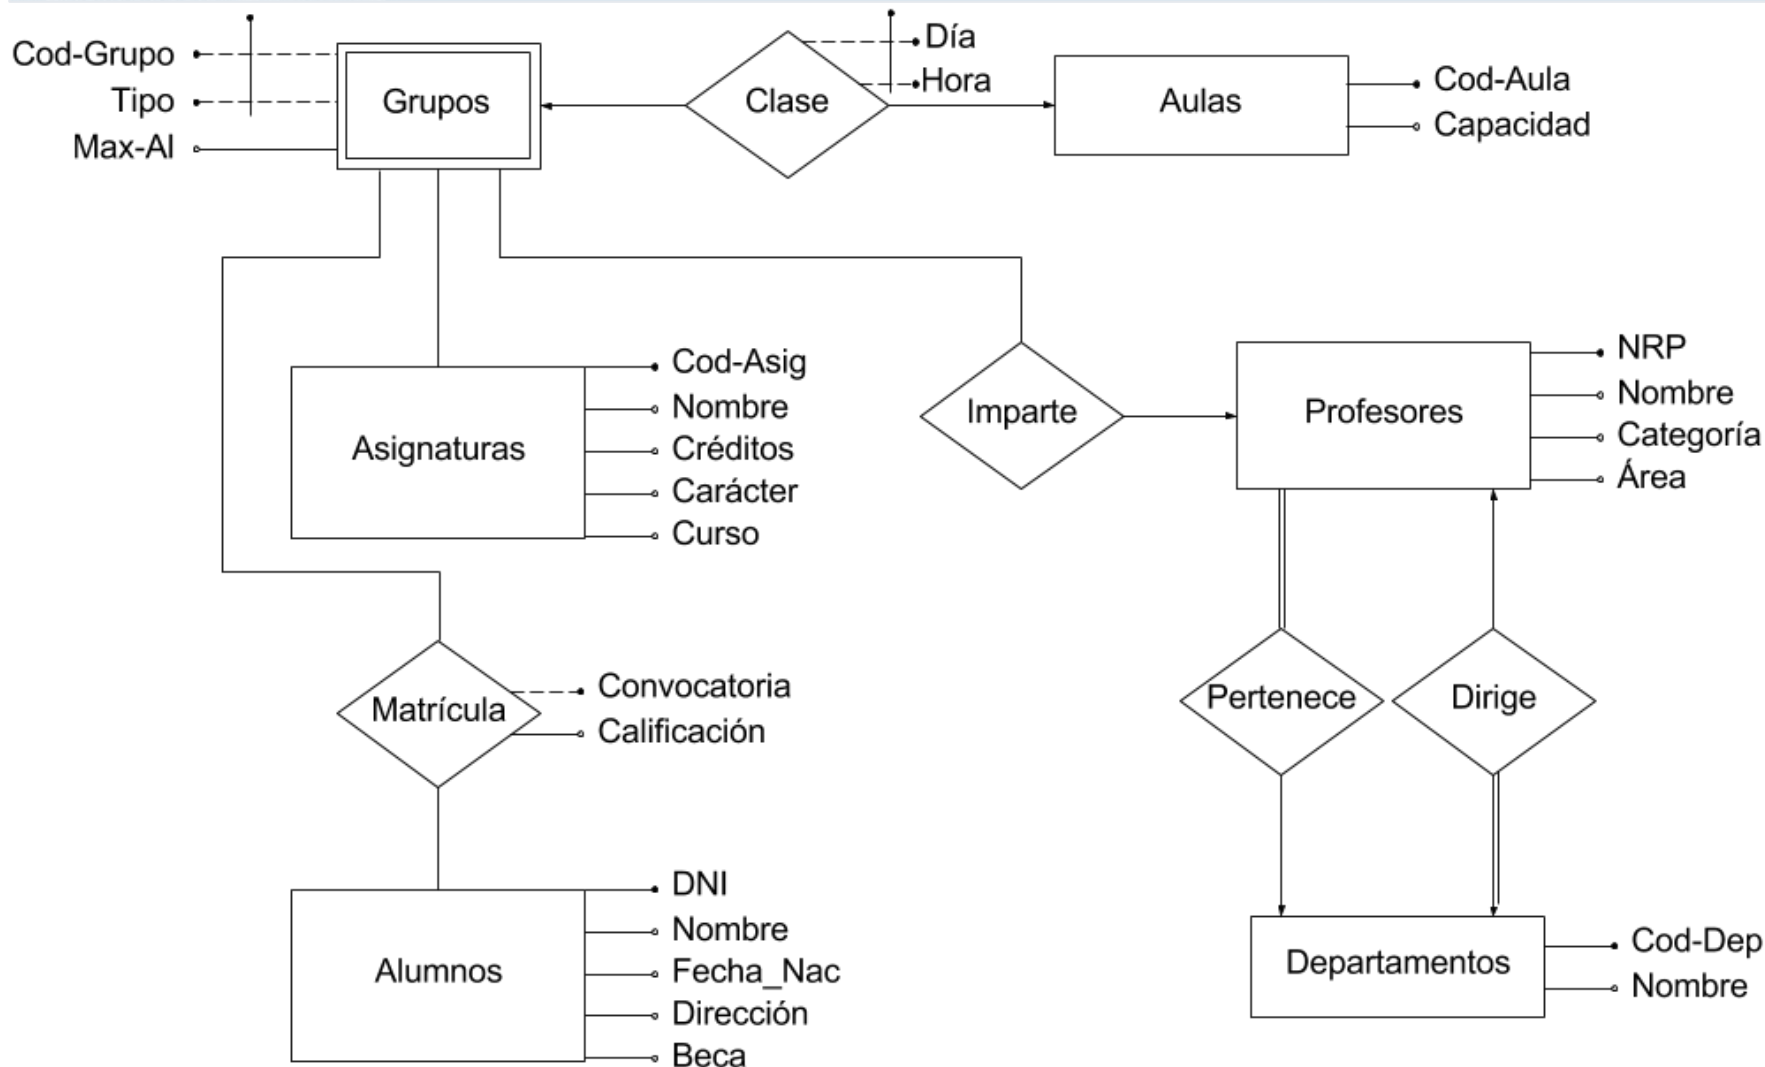 Cod-Grupo
Tipo
Max-Al
Grupos
Clase
Día
Hora
Aulas
Cod-Aula
Capacidad
Asignaturas
Cod-Asig
Nombre
Créditos
Carácter
Curso
Imparte
Profesores
NRP
Nombre
Categoría
Área
Matrícula
Convocatoria
Calificación
Pertenece
Dirige
Alumnos
DNI
Nombre
Fecha_Nac
Dirección
Beca
Departamentos
Cod-Dep
Nombre